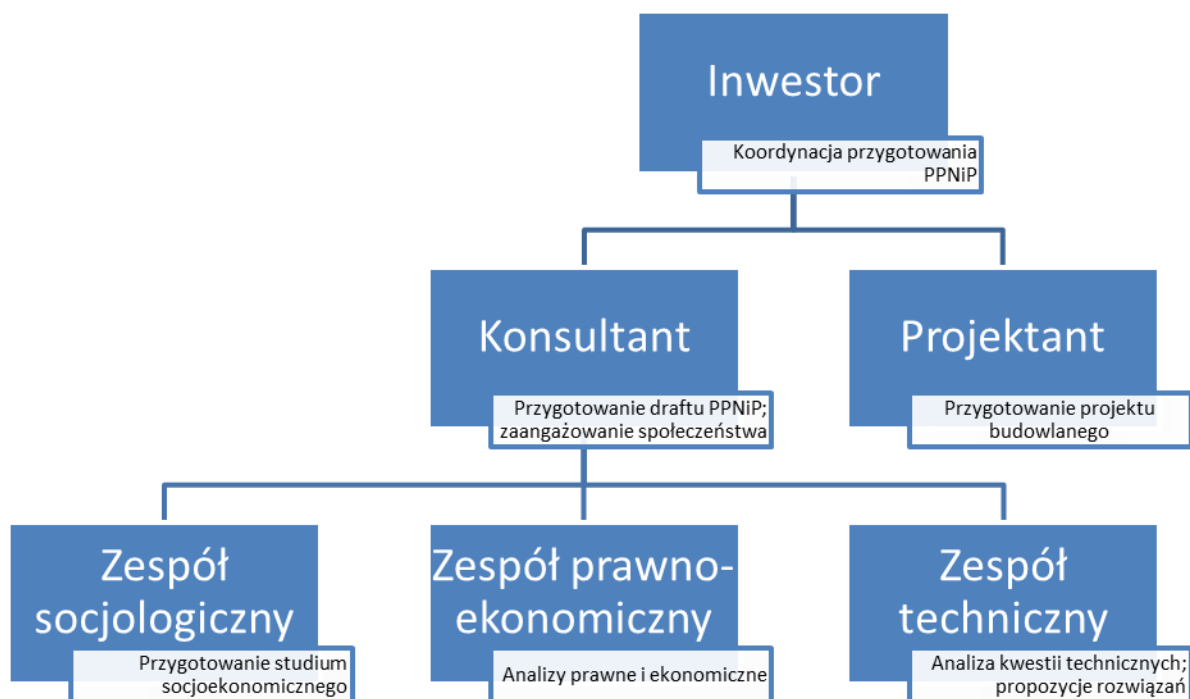 Inwestor
Koordynacja przygotowania
PPNiP
Konsultant
Przygotowanie draftu PPNiP;
zaangażowanie społeczeństwa
Projektant
Przygotowanie projektu
budowlanego
Zespół
socjologiczny
Przygotowanie studium
socjoekonomicznego
Zespół prawno-
ekonomiczny
Analizy prawne i ekonomiczne
Zespół
techniczny
Analiza kwestii technicznych;
propozycje rozwiązań